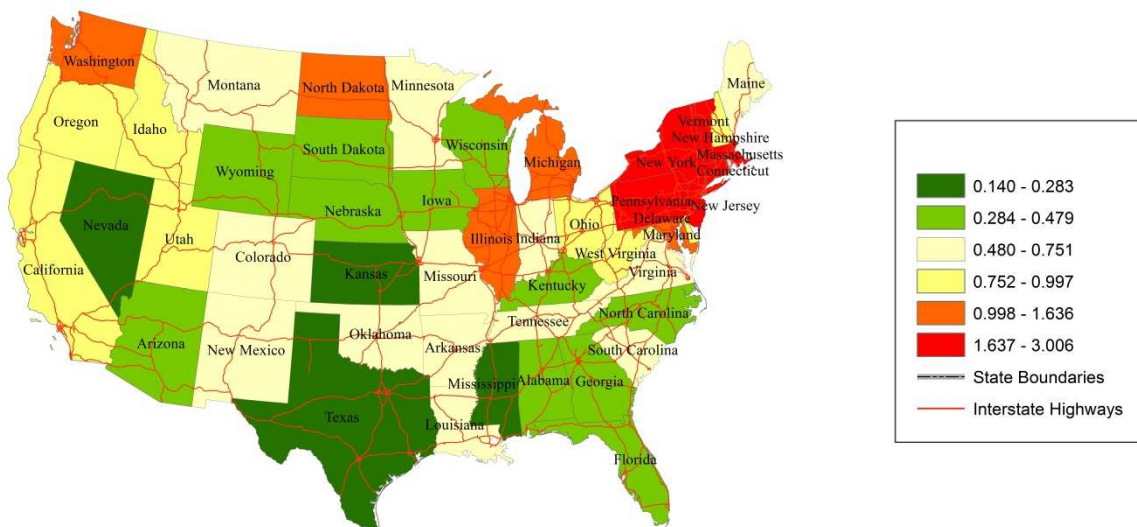 Washington
Montana
North Dakota
Minnesota
Maine
Oregon
Idaho
Wyoming
South Dakota
Wisconsin
Michigan
Vermont
New Hampshire
New York
Massachusetts
Connecticut
Nevada
Utah
Nebraska
Iowa
Illinois
Indiana
Ohio
Pennsylvania
New Jersey
Delaware
Maryland
California
Colorado
Kansas
Missouri
Kentucky
West Virginia
Virginia
Arizona
New Mexico
Oklahoma
Arkansas
Tennessee
North Carolina
South Carolina
Texas
Louisiana
Mississippi
Alabama
Georgia
Florida
0.140 - 0.283
0.284 - 0.479
0.480 - 0.751
0.752 - 0.997
0.998 - 1.636
1.637 - 3.006
State Boundaries
Interstate Highways